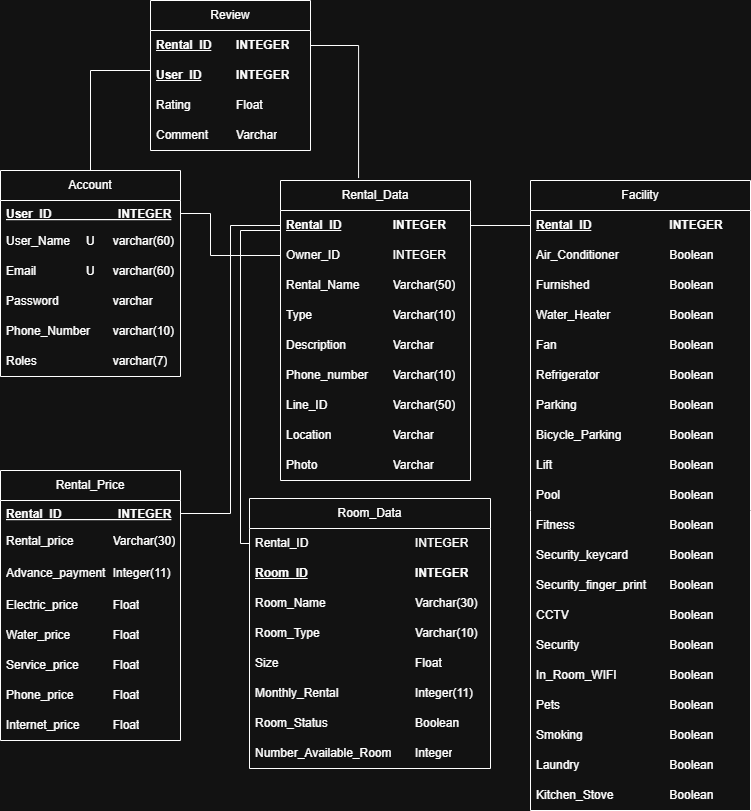 Review
Rental_ID INTEGER
User_ID INTEGER
Rating Float
Comment Varchar
Account
User_ID INTEGER
User_Name U varchar(60)
Email U varchar(60)
Password varchar
Phone_Number varchar(10)
Roles varchar(7)
Rental_Data
Rental_ID INTEGER
Owner_ID INTEGER
Rental_Name Varchar(50)
Type Varchar(10)
Description Varchar
Phone_number Varchar(10)
Line_ID Varchar(50)
Location Varchar
Photo Varchar
Facility
Rental_ID INTEGER
Air_Conditioner Boolean
Furnished Boolean
Water_Heater Boolean
Fan Boolean
Refrigerator Boolean
Parking Boolean
Bicycle_Parking Boolean
Lift Boolean
Pool Boolean
Fitness Boolean
Security_keycard Boolean
Security_finger_print Boolean
CCTV Boolean
Security Boolean
In_Room_WIFI Boolean
Pets Boolean
Smoking Boolean
Laundry Boolean
Kitchen_Stove Boolean
Rental_Price
Rental_ID INTEGER
Rental_price Varchar(30)
Advance_payment Integer(11)
Electric_price Float
Water_price Float
Service_price Float
Phone_price Float
Internet_price Float
Room_Data
Rental_ID INTEGER
Room_ID INTEGER
Room_Name Varchar(30)
Room_Type Varchar(10)
Size Float
Monthly_Rental Integer(11)
Room_Status Boolean
Number_Available_Room Integer